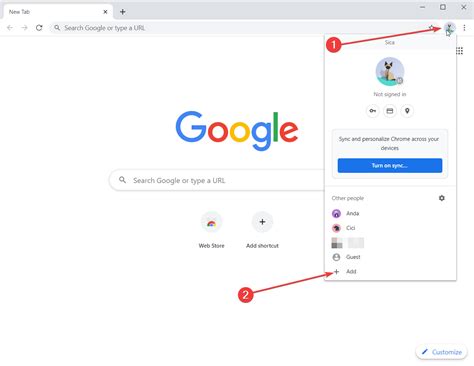 New Tab
Search Google or type a URL
1
Sica
Not signed in
Google
Sync and personalize Chrome across your
devices
Turn on sync...
Search Google or type a URL
Other people
Anda
Cici
Web Store
Add shortcut
Guest
2
Add
Customize